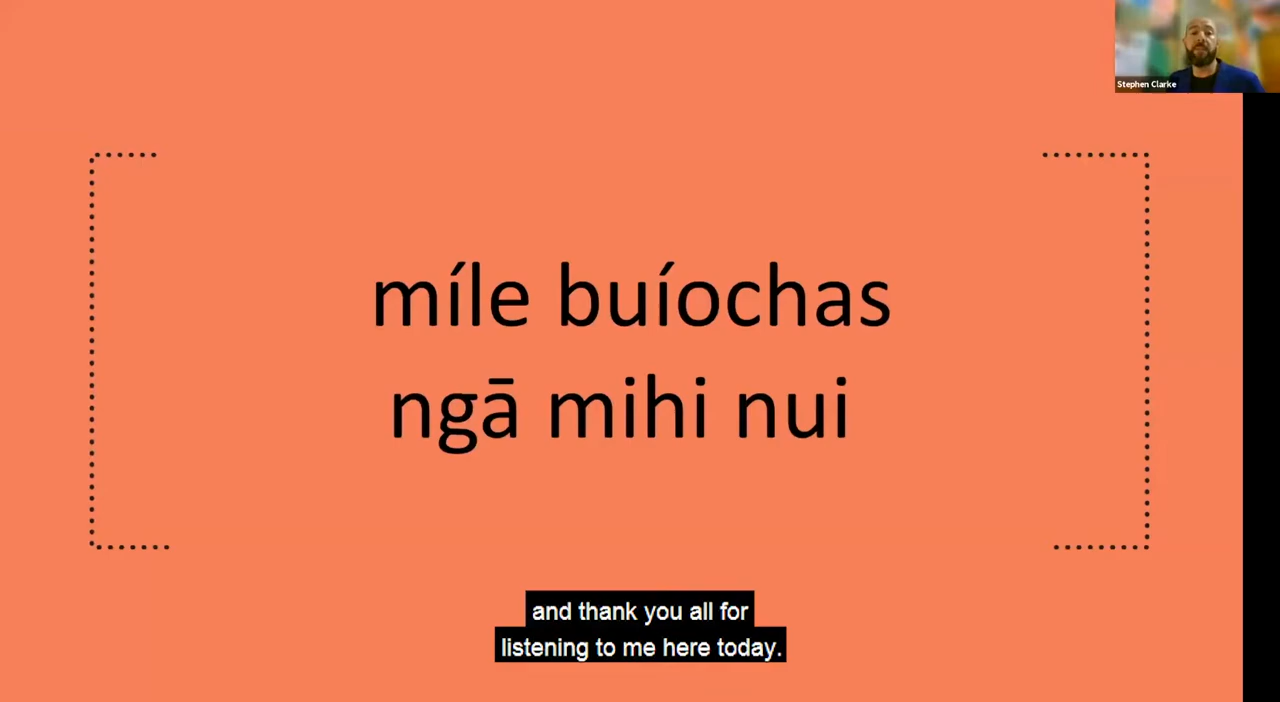 Stephen Clarke
míle buíochas
ngā mihi nui
and thank you all for
listening to me here today.